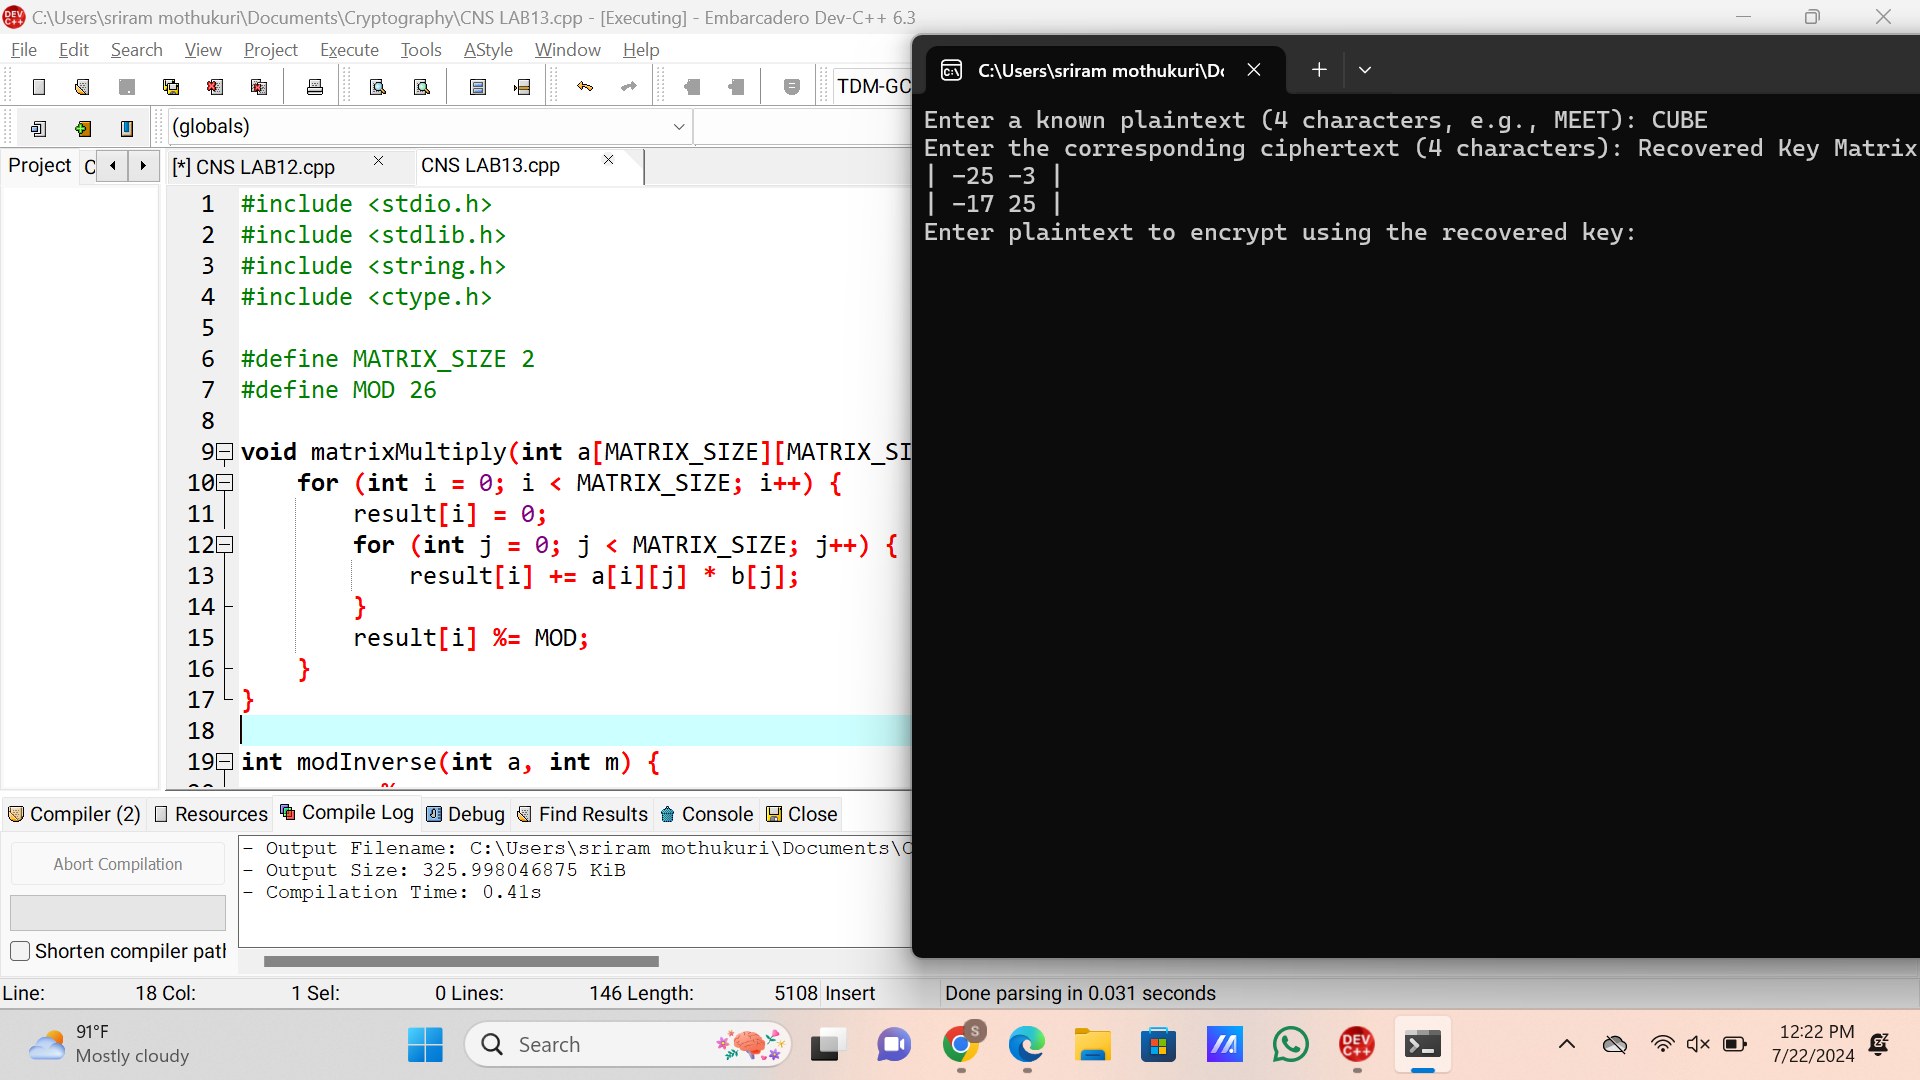 C:\Users\sriram mothukuri\Documents\Cryptography\CNS LAB13.cpp - [Executing] - Embarcadero Dev-C++ 6.3
File Edit Search View Project Execute Tools AStyle Window Help
TDM-GC
(globals)
Project C
[*] CNS LAB12.cpp
CNS LAB13.cpp
1 #include <stdio.h>
2 #include <stdlib.h>
3 #include <string.h>
4 #include <ctype.h>
5
6 #define MATRIX_SIZE 2
7 #define MOD 26
8
9 void matrixMultiply(int a[MATRIX_SIZE][MATRIX_SI
10 for (int i = 0; i < MATRIX_SIZE; i++) {
11 result[i] = 0;
12 for (int j = 0; j < MATRIX_SIZE; j++) {
13 result[i] += a[i][j] * b[j];
14 }
15 result[i] %= MOD;
16 }
17 }
18
19 int modInverse(int a, int m) {
C:\Users\sriram mothukuri\Do
Enter a known plaintext (4 characters, e.g., MEET): CUBE
Enter the corresponding ciphertext (4 characters): Recovered Key Matrix
| -25 -3 |
| -17 25 |
Enter plaintext to encrypt using the recovered key:
Compiler (2) Resources Compile Log Debug Find Results Console Close
Abort Compilation
Shorten compiler path
- Output Filename: C:\Users\sriram mothukuri\Documents\C
- Output Size: 325.998046875 KiB
- Compilation Time: 0.41s
Line: 18 Col: 1 Sel: 0 Lines: 146 Length: 5108 Insert Done parsing in 0.031 seconds
91°F
Mostly cloudy
Search
S
DEV C++
12:22 PM
7/22/2024